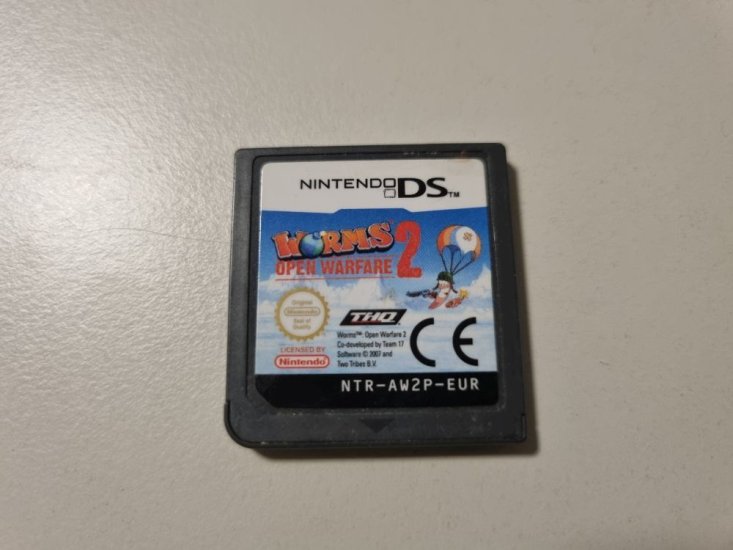 NINTENDODS™
WORMS 2
OPEN WARFARE
Original
Nintendo
Seal of
Quality
LICENSED BY
Nintendo
THQ
Worms™: Open Warfare 2
Co-developed by Team 17
Software © 2007 and
Two Tribes B.V.
CE
NTR-AW2P-EUR